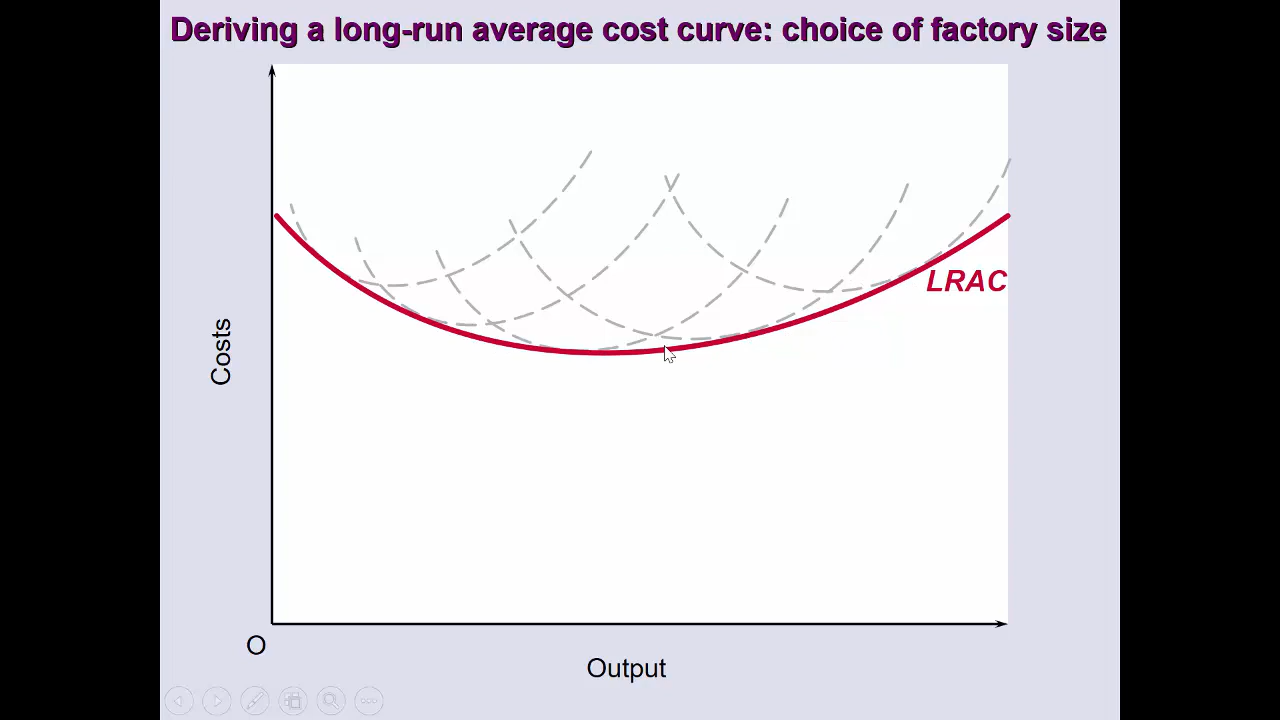 Deriving a long-run average cost curve: choice of factory size
LRAC
Costs
O
Output